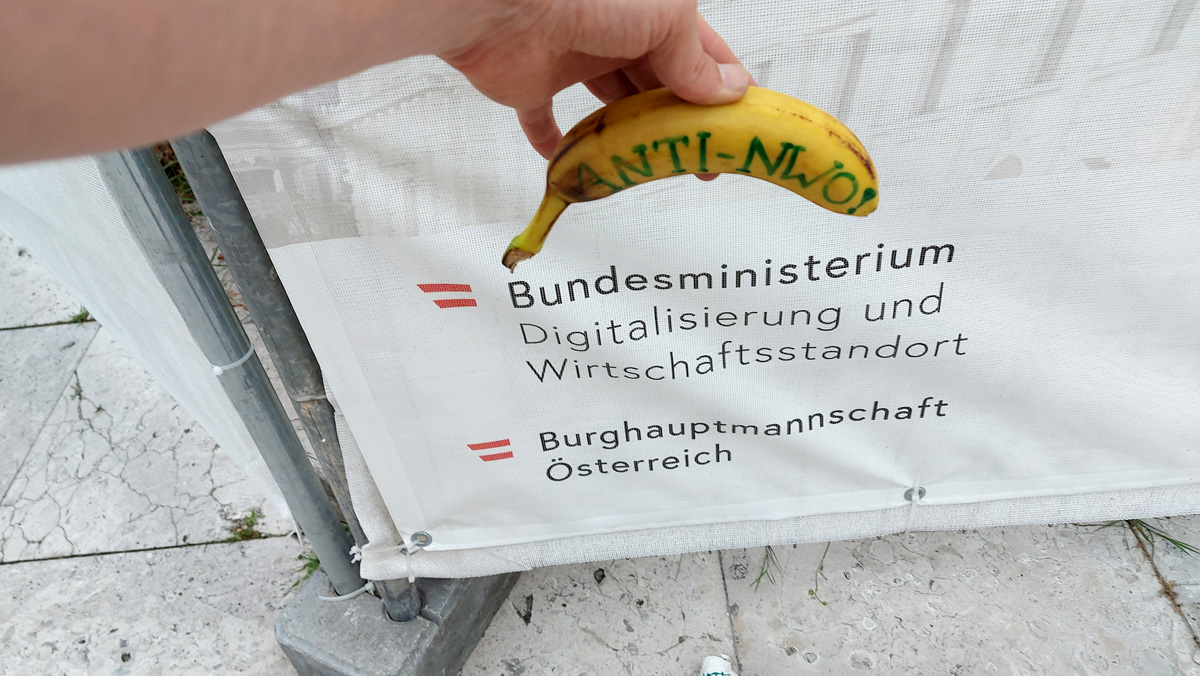 ANTI-NWO!
Bundesministerium
Digitalisierung und
Wirtschaftsstandort
Burghauptmannschaft
Österreich